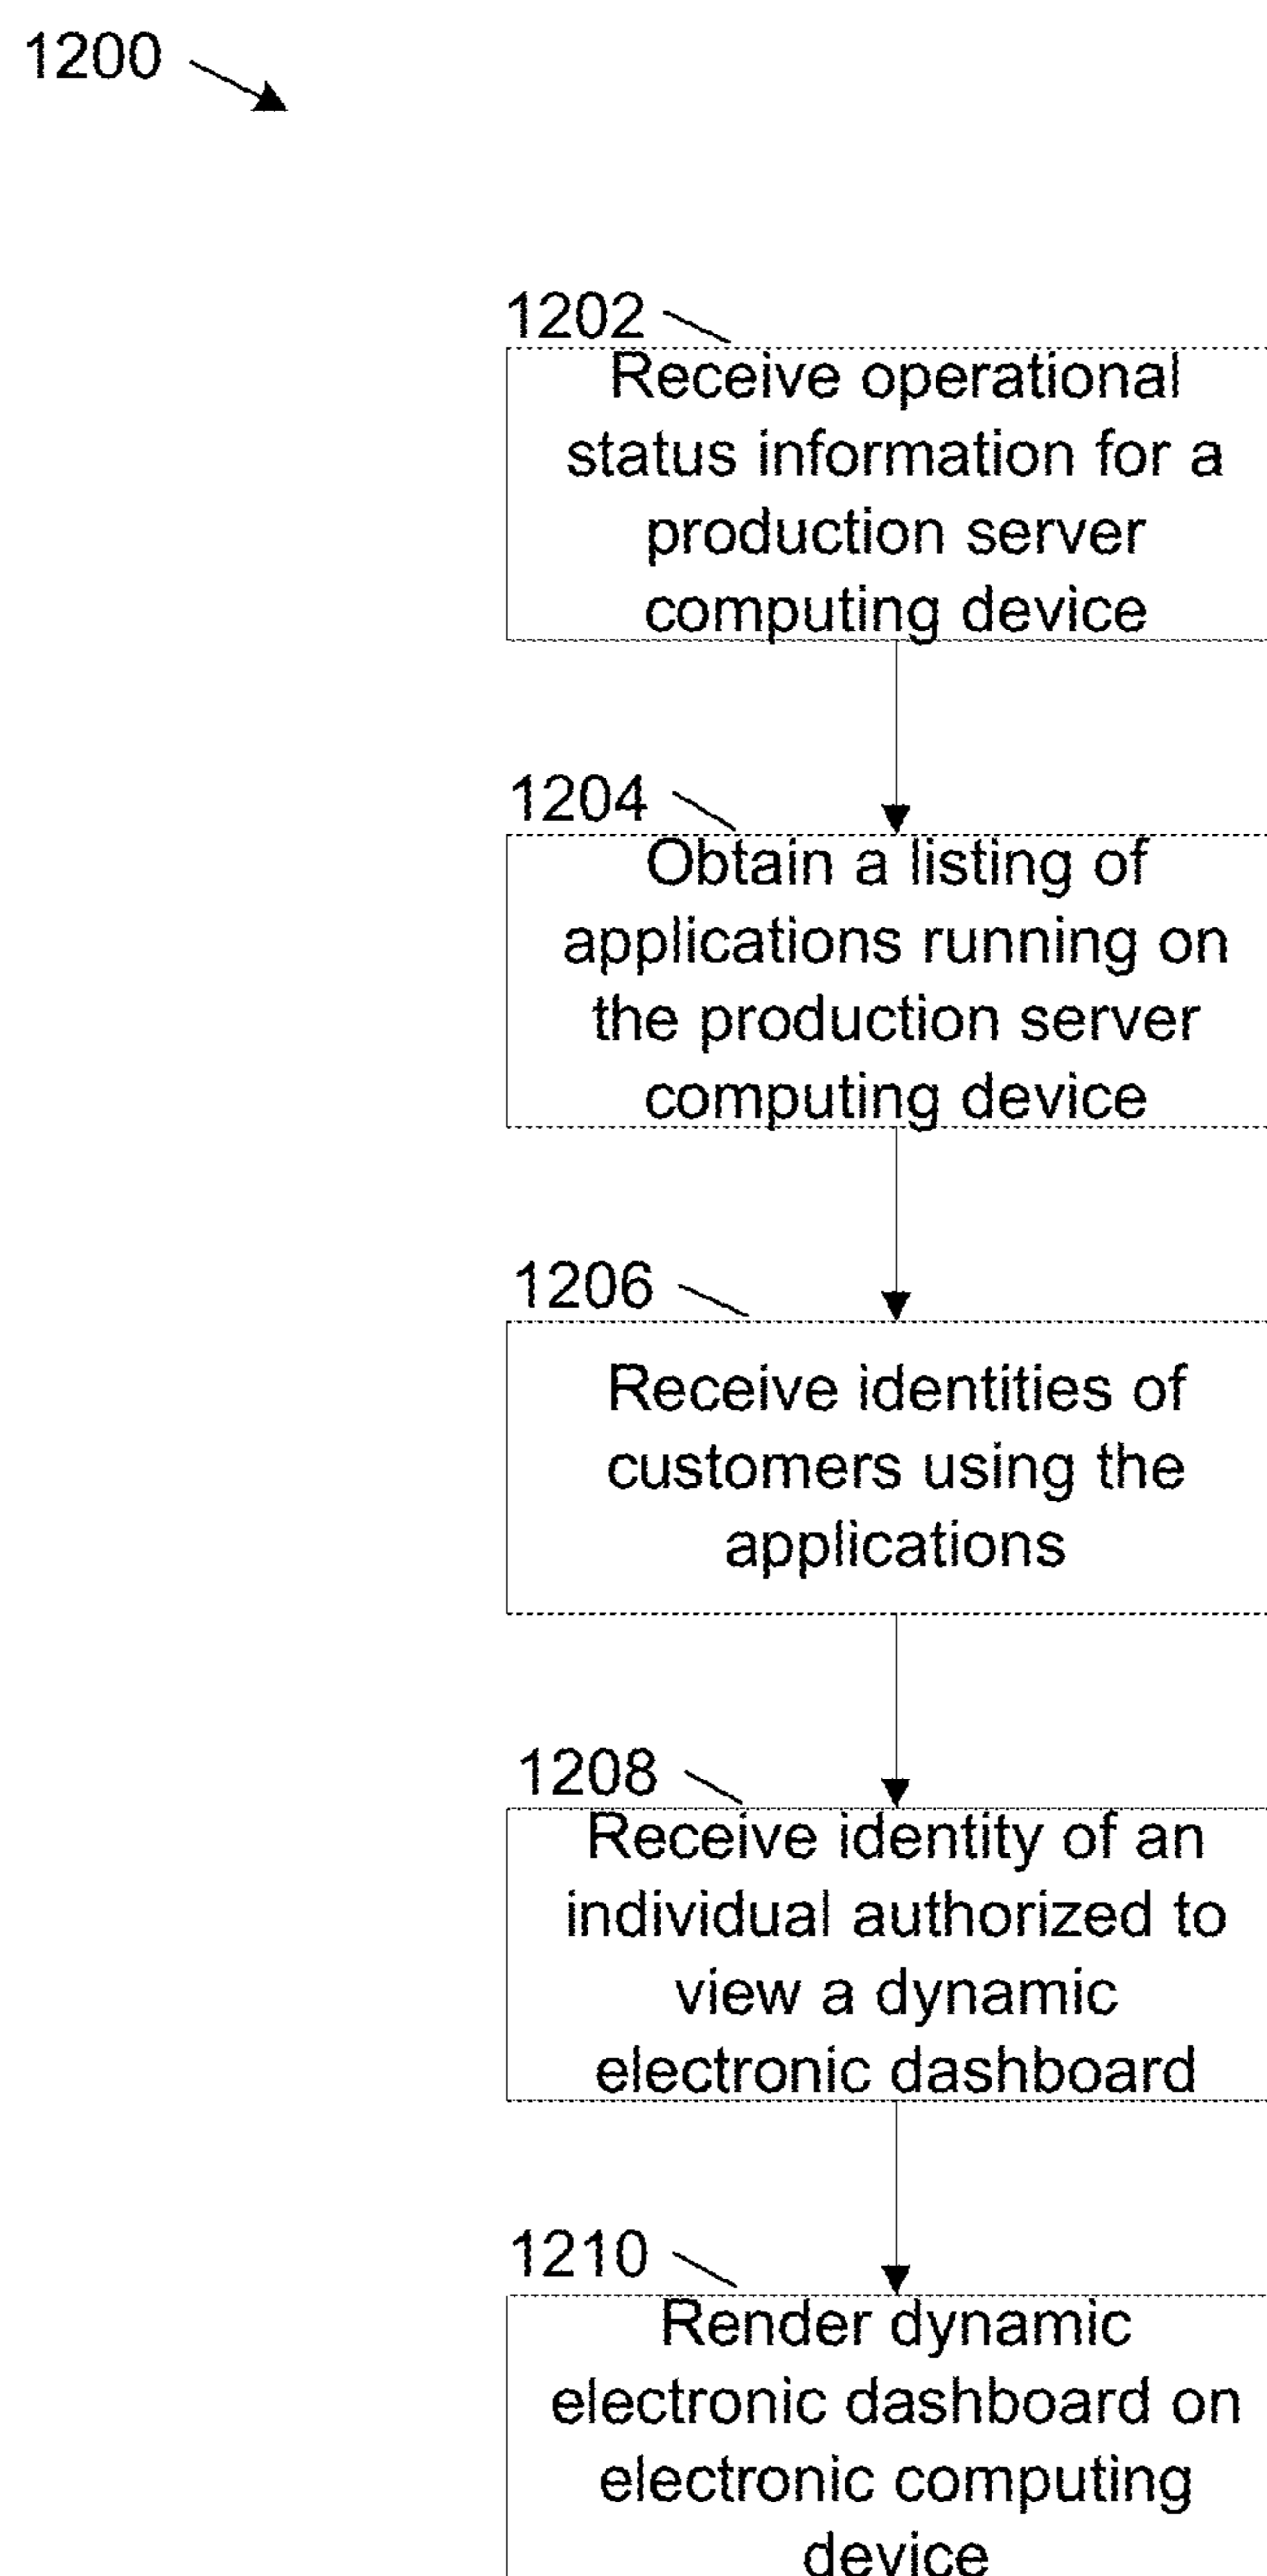 1200
1202
Receive operational
status information for a
production server
computing device
1204
Obtain a listing of
applications running on
the production server
computing device
1206
Receive identities of
customers using the
applications
1208
Receive identity of an
individual authorized to
view a dynamic
electronic dashboard
1210
Render dynamic
electronic dashboard on
electronic computing
device